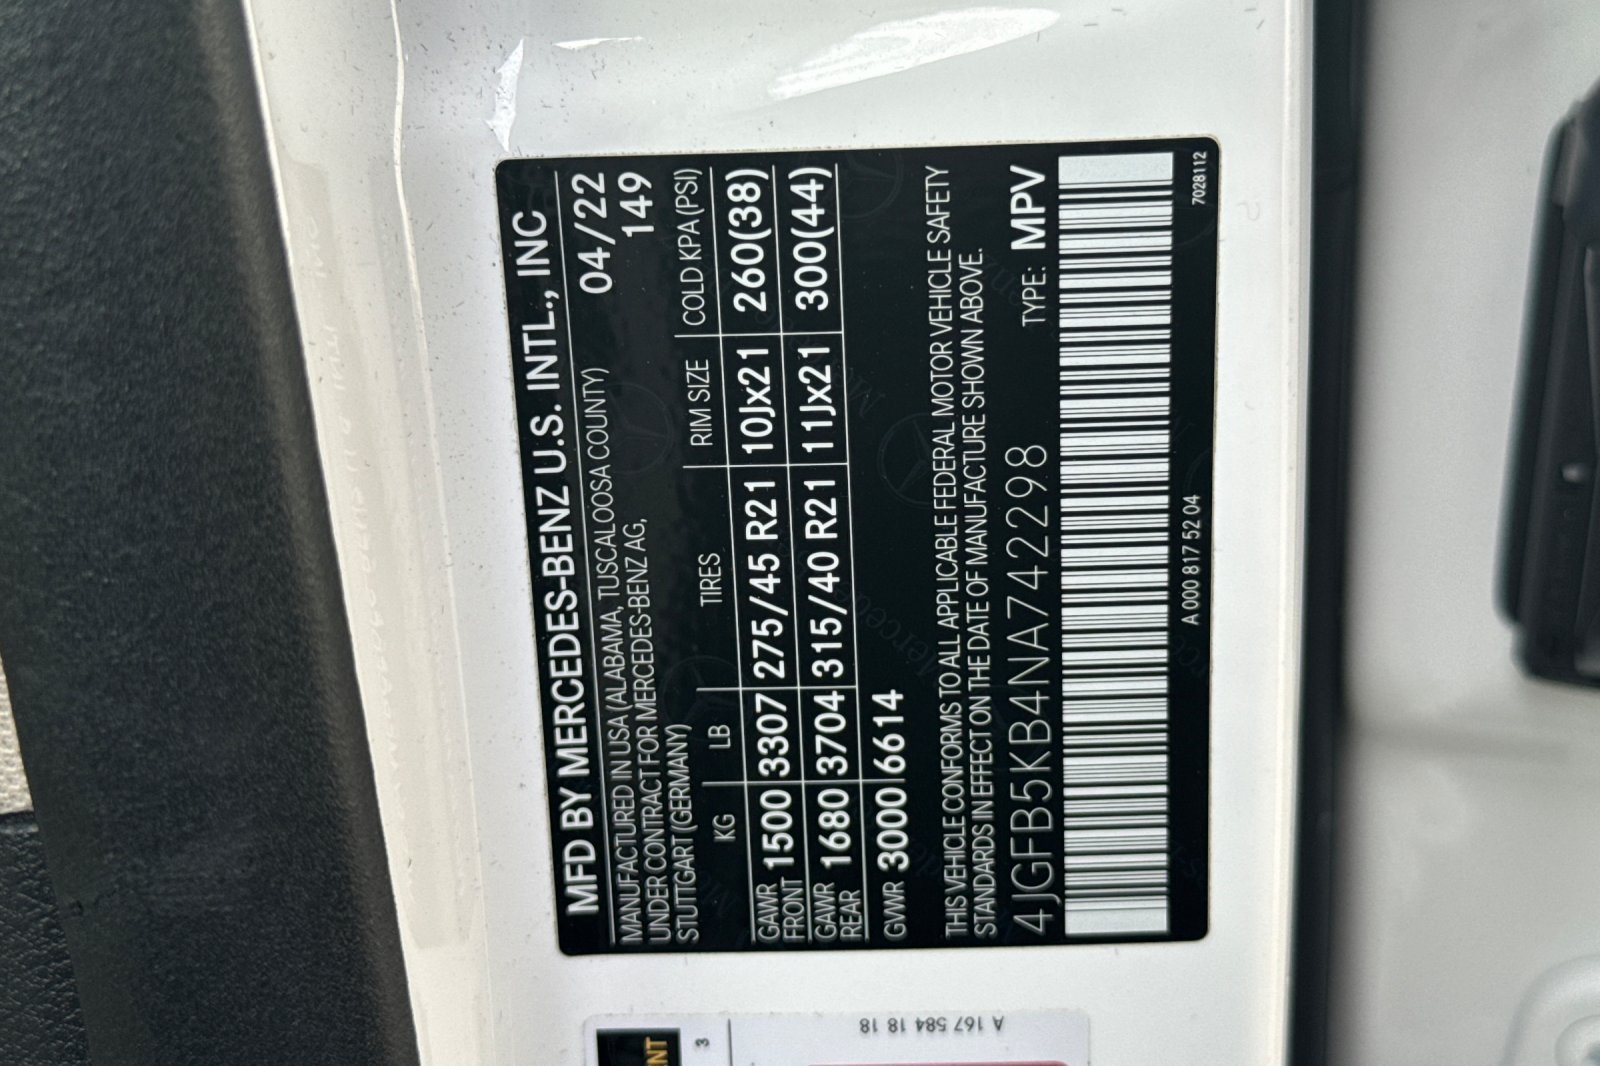 MFD BY MERCEDES-BENZ U.S. INTL., INC
MANUFACTURED IN USA (ALABAMA, TUSCALOOSA COUNTY) 04/22
UNDER CONTRACT FOR MERCEDES-BENZ AG, 149
STUTTGART (GERMANY)
KG LB TIRES RIM SIZE COLD KPA (PSI)
GAWR FRONT 1500 3307 275/45 R21 10Jx21 260(38)
GAWR REAR 1680 3704 315/40 R21 11Jx21 300(44)
GVWR 3000 6614
THIS VEHICLE CONFORMS TO ALL APPLICABLE FEDERAL MOTOR VEHICLE SAFETY
STANDARDS IN EFFECT ON THE DATE OF MANUFACTURE SHOWN ABOVE.
4JGFB5KB4NA742298 TYPE: MPV
A 000 817 52 04 7028112
A 167 584 18 18
3